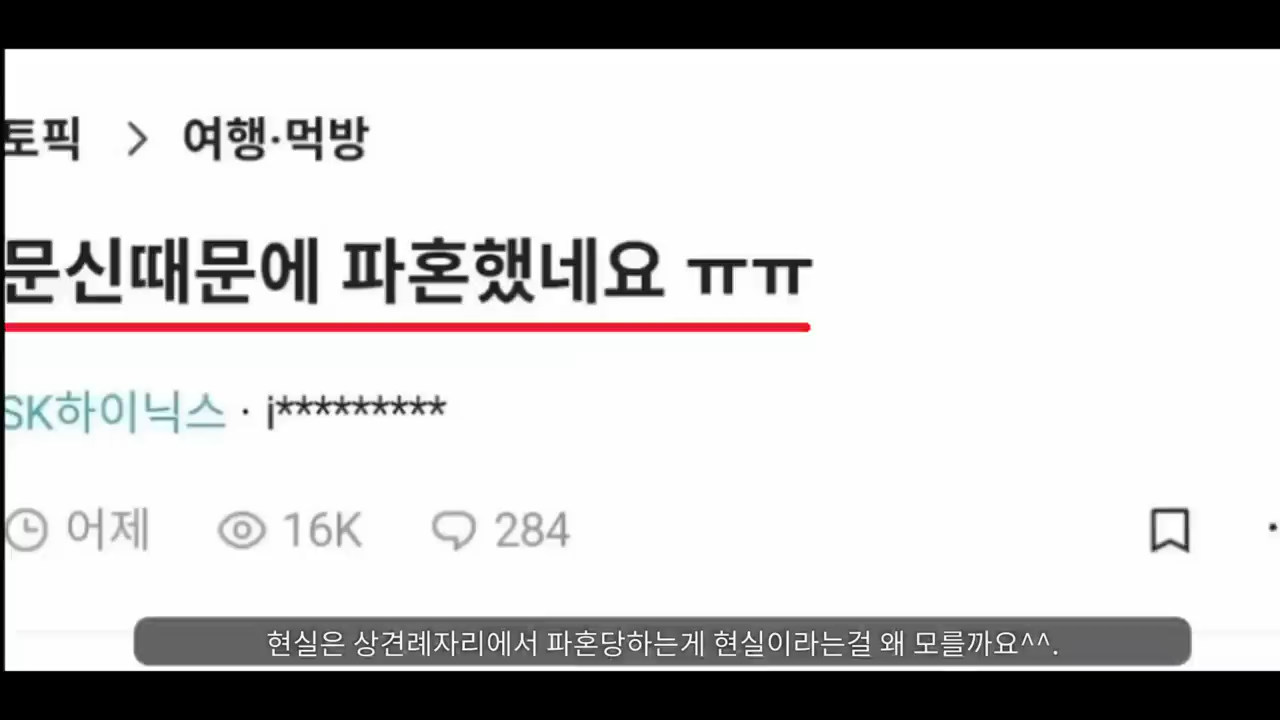 토픽 > 여행·먹방
문신때문에 파혼했네요 ㅠㅠ
SK하이닉스 · j*********
어제 16K 284
현실은 상견례자리에서 파혼당하는게 현실이라는걸 왜 모를까요^^.